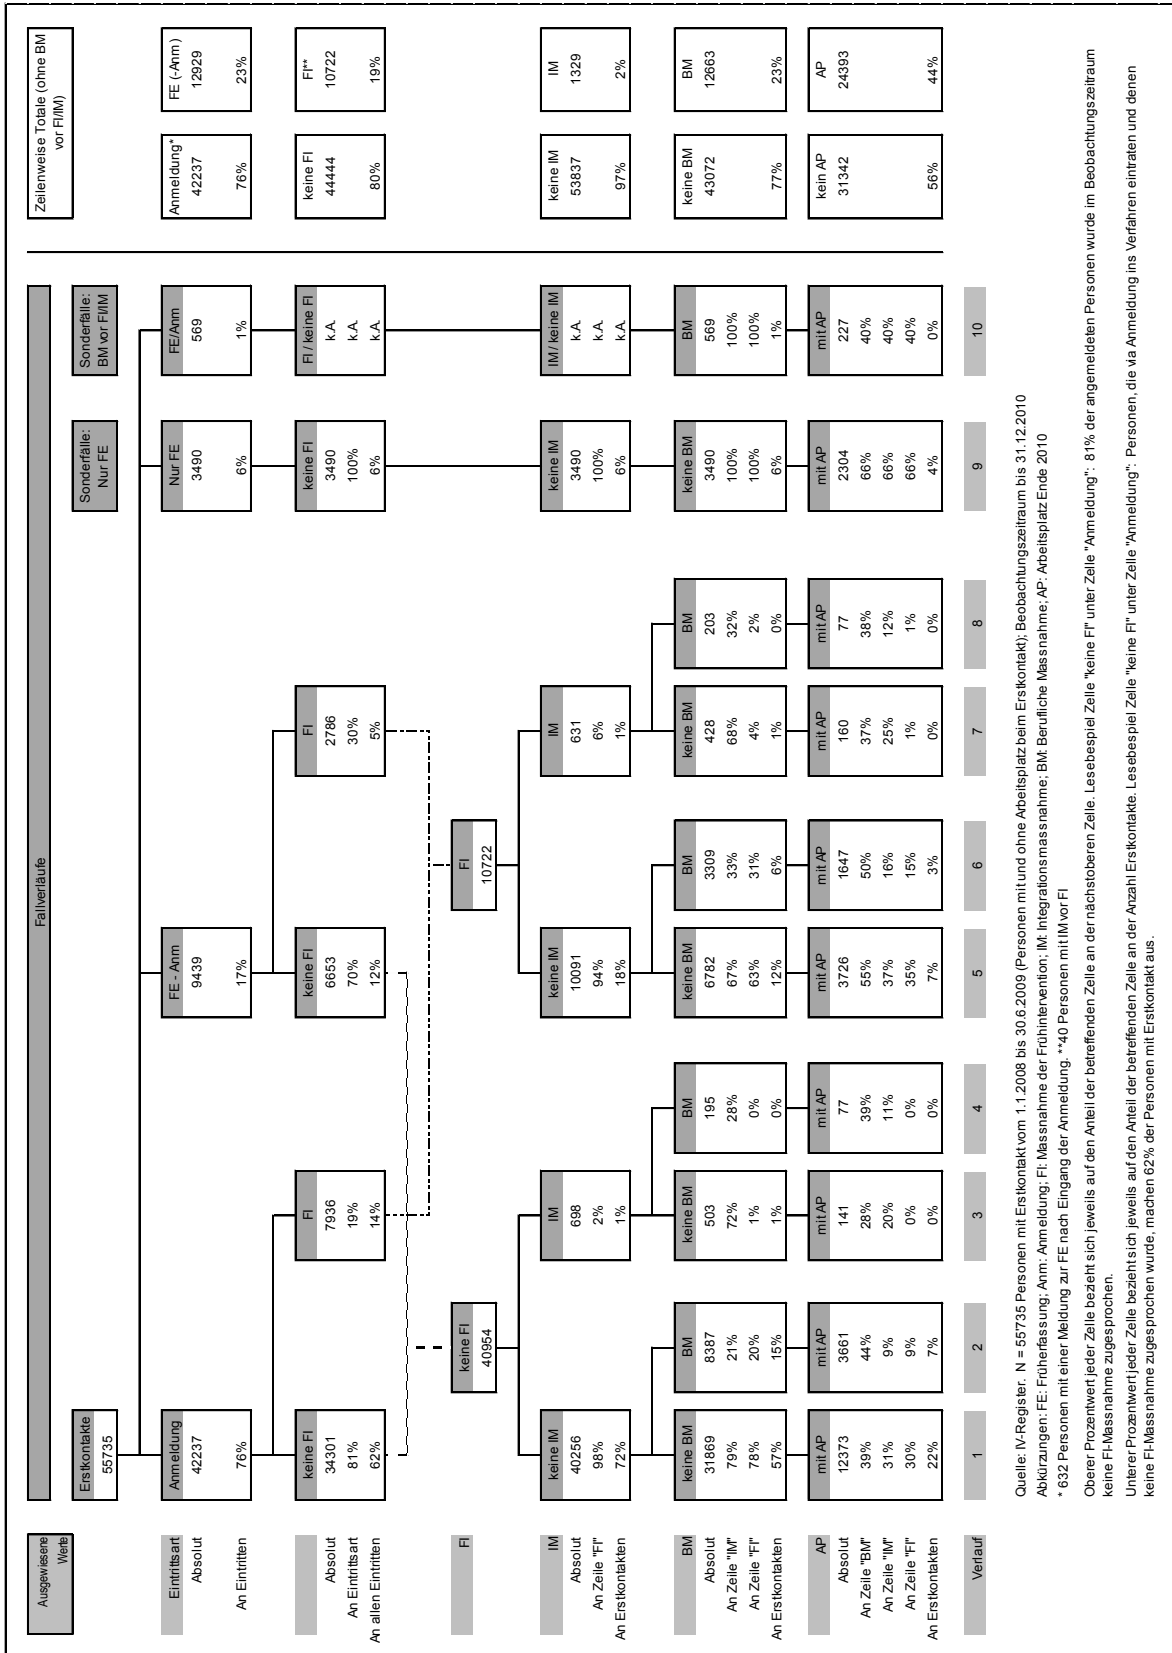 Ausgewiesene Werte
Fallverläufe
Zeilenweise Totale (ohne BM vor FI/IM)
Erstkontakte
55735
Sonderfälle: Nur FE
Sonderfälle: BM vor FI/IM
Eintrittsart
Absolut
An Eintritten
Anmeldung
42237
76%
FE - Anm
9439
17%
Nur FE
3490
6%
FE/Anm
569
1%
Anmeldung*
42237
76%
FE (-Anm)
12929
23%
Absolut
An Eintrittsart
An allen Eintritten
keine FI
34301
81%
62%
FI
7936
19%
14%
keine FI
6653
70%
12%
FI
2786
30%
5%
keine FI
3490
100%
6%
FI / keine FI
k.A.
k.A.
k.A.
keine FI
44444
80%
FI**
10722
19%
FI
keine FI
40954
FI
10722
IM
Absolut
An Zeile "FI"
An Erstkontakten
keine IM
40256
98%
72%
IM
698
2%
1%
keine IM
10091
94%
18%
IM
631
6%
1%
keine IM
3490
100%
6%
IM / keine IM
k.A.
k.A.
k.A.
keine IM
53837
97%
IM
1329
2%
BM
Absolut
An Zeile "IM"
An Zeile "FI"
An Erstkontakten
keine BM
31869
79%
78%
57%
BM
8387
21%
20%
15%
keine BM
503
72%
1%
1%
BM
195
28%
0%
0%
keine BM
6782
67%
63%
12%
BM
3309
33%
31%
6%
keine BM
428
68%
4%
1%
BM
203
32%
2%
0%
keine BM
3490
100%
100%
6%
BM
569
100%
100%
1%
keine BM
43072
77%
BM
12663
23%
AP
Absolut
An Zeile "BM"
An Zeile "IM"
An Zeile "FI"
An Erstkontakten
mit AP
12373
39%
31%
30%
22%
mit AP
3661
44%
9%
9%
7%
mit AP
141
28%
20%
0%
0%
mit AP
77
39%
11%
0%
0%
mit AP
3726
55%
37%
35%
7%
mit AP
1647
50%
16%
15%
3%
mit AP
160
37%
25%
1%
0%
mit AP
77
38%
12%
1%
0%
mit AP
2304
66%
66%
66%
4%
mit AP
227
40%
40%
40%
0%
kein AP
31342
56%
AP
24393
44%
Verlauf
1
2
3
4
5
6
7
8
9
10
Quelle: IV-Register. N = 55'735 Personen mit Erstkontakt vom 1.1.2008 bis 30.6.2009 (Personen mit und ohne Arbeitsplatz beim Erstkontakt); Beobachtungszeitraum bis 31.12.2010
Abkürzungen: FE: Früherfassung; Anm: Anmeldung; FI: Massnahme der Frühintervention; IM: Integrationsmassnahme; BM: Berufliche Massnahme; AP: Arbeitsplatz Ende 2010
* 632 Personen mit einer Meldung zur FE nach Eingang der Anmeldung. **40 Personen mit IM vor FI
Oberer Prozentwert jeder Zelle bezieht sich jeweils auf den Anteil der betreffenden Zelle an der nächstoberen Zelle. Lesebespiel Zelle "keine FI" unter Zelle "Anmeldung": 81% der angemeldeten Personen wurde im Beobachtungszeitraum
keine FI-Massnahme zugesprochen.
Unterer Prozentwert jeder Zelle bezieht sich jeweils auf den Anteil der betreffenden Zelle an der Anzahl Erstkontakte. Lesebespiel Zelle "keine FI" unter Zelle "Anmeldung": Personen, die via Anmeldung ins Verfahren eintraten und denen
keine FI-Massnahme zugesprochen wurde, machen 62% der Personen mit Erstkontakt aus.